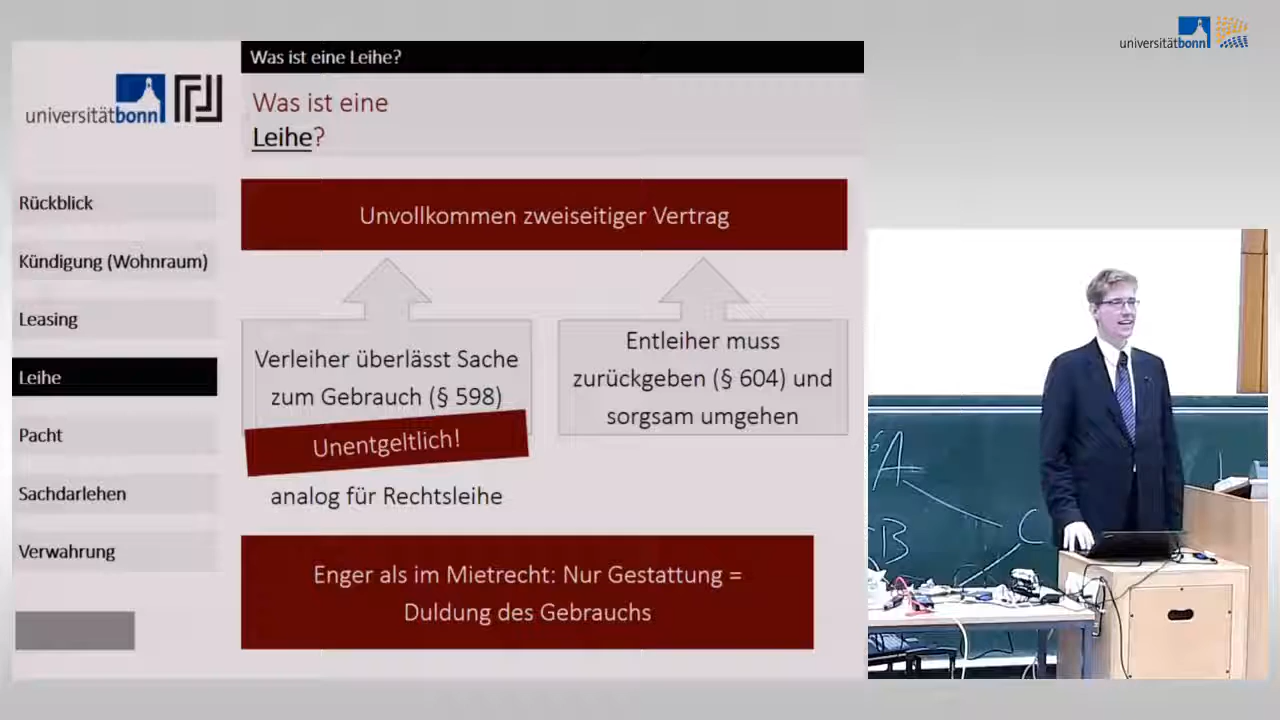 universitätbonn
Was ist eine Leihe?
universitätbonn
Was ist eine
Leihe?
Rückblick
Kündigung (Wohnraum)
Leasing
Leihe
Pacht
Sachdarlehen
Verwahrung
Unvollkommen zweiseitiger Vertrag
Verleiher überlässt Sache
zum Gebrauch (§ 598)
Unentgeltlich!
analog für Rechtsleihe
Entleiher muss
zurückgeben (§ 604) und
sorgsam umgehen
Enger als im Mietrecht: Nur Gestattung =
Duldung des Gebrauchs
A
B
C